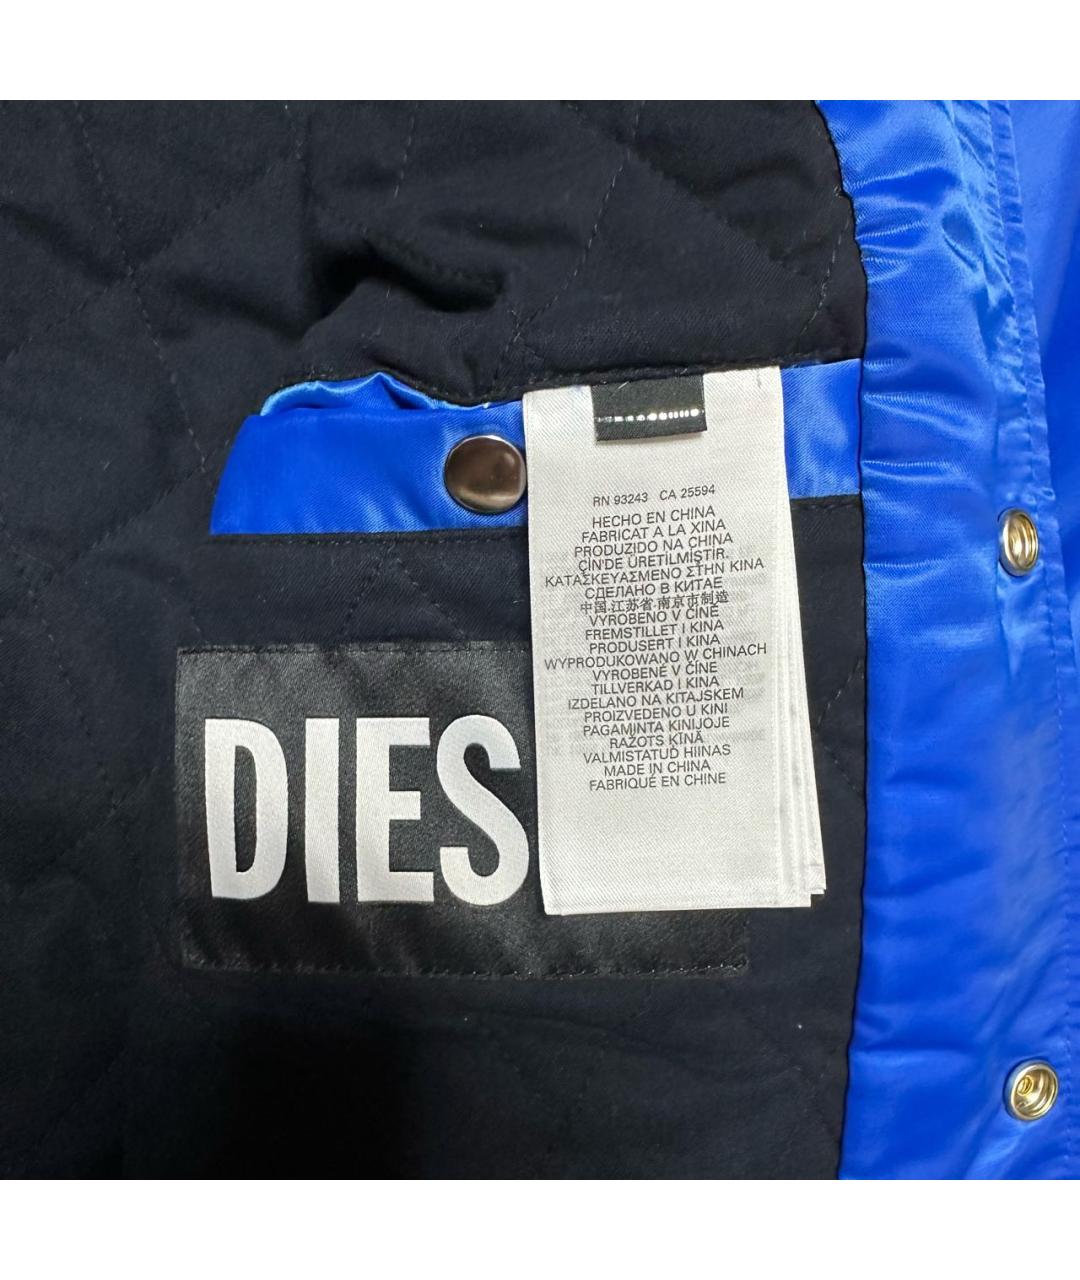 RN 93243 CA 25594
HECHO EN CHINA
FABRICAT A LA XINA
PRODUZIDO NA CHINA
ÇIN'DE ÜRETİLMİŞTİR.
ΚΑΤΑΣΚΕΥΑΣΜΕΝΟ ΣΤΗΝ ΚΙΝΑ
СДЕЛАНО В КИТАЕ
中国.江苏省.南京市制造
VYROBENO V ČÍNĚ
FREMSTILLET I KINA
PRODUSERT I KINA
WYPRODUKOWANO W CHINACH
VYROBENÉ V ČÍNE
TILLVERKAD I KINA
IZDELANO NA KITAJSKEM
PROIZVEDENO U KINI
PAGAMINTA KINIJOJE
RAŽOTS ĶĪNĀ
VALMISTATUD HIINAS
MADE IN CHINA
FABRIQUÉ EN CHINE
DIES